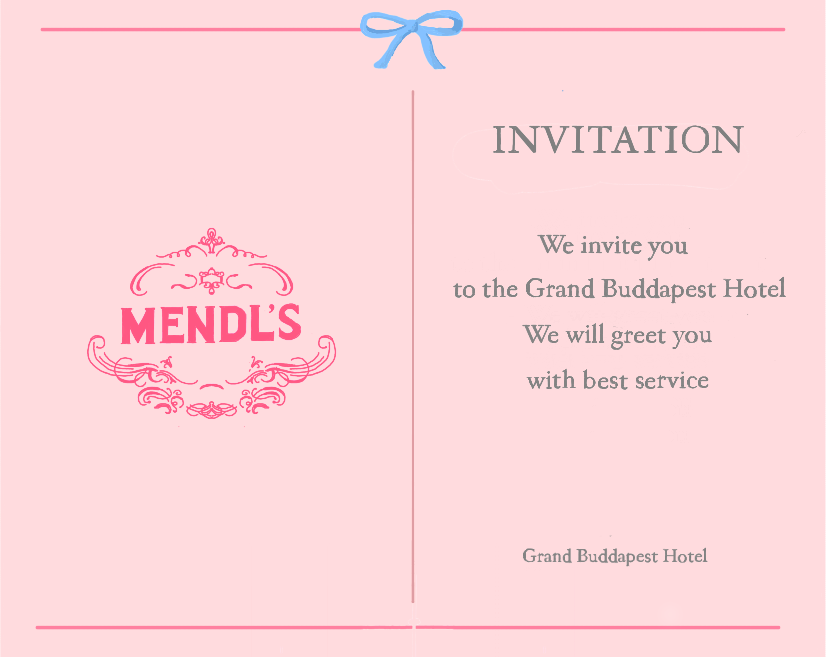 MENDL'S
INVITATION
We invite you
to the Grand Buddapest Hotel
We will greet you
with best service
Grand Buddapest Hotel